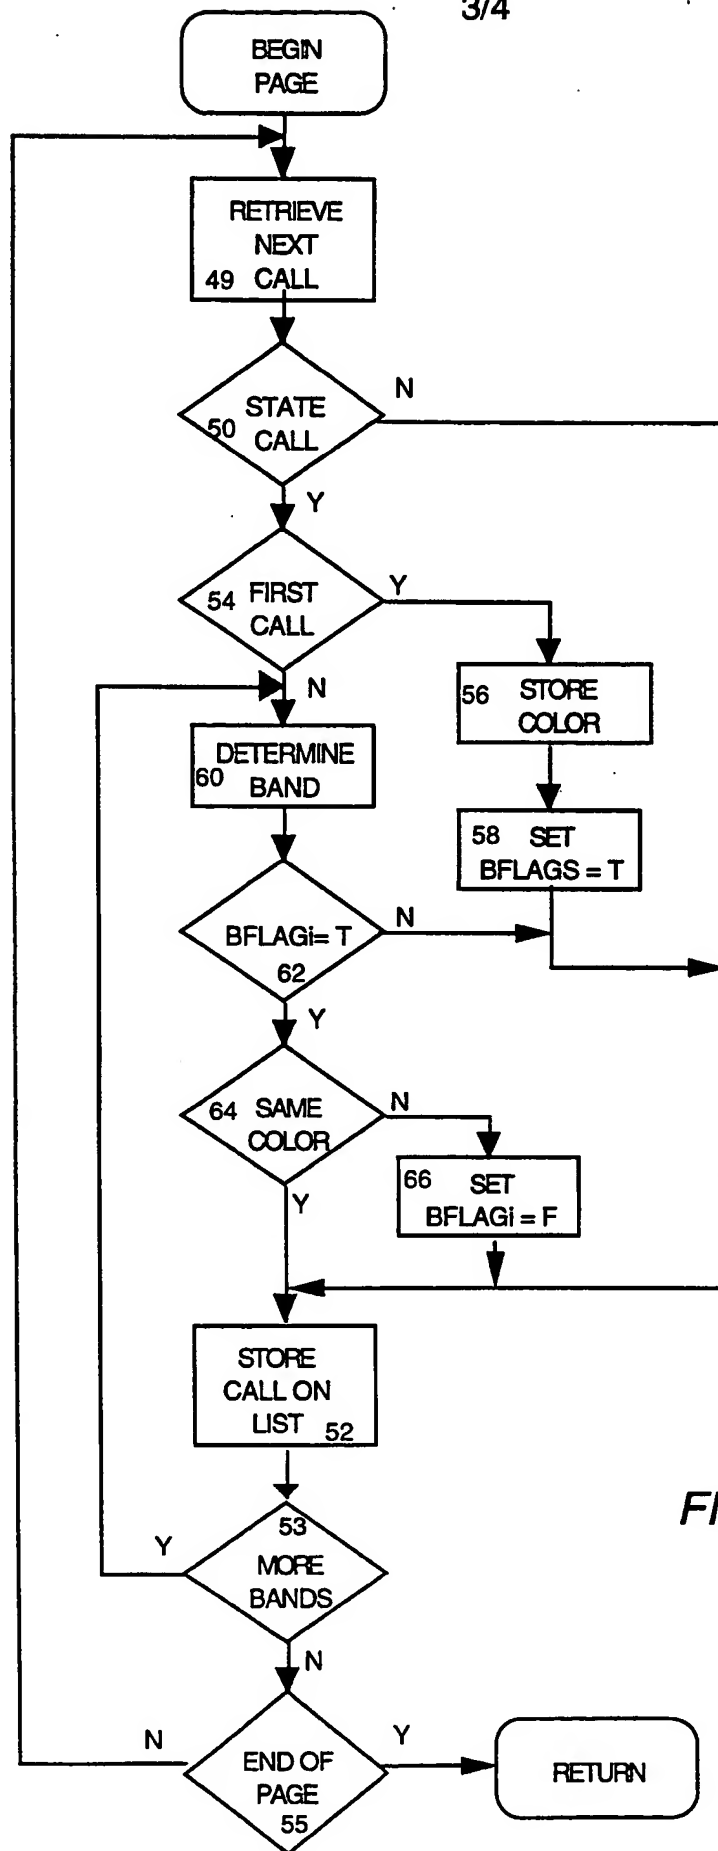 3/4
BEGIN
PAGE
RETRIEVE
NEXT
49 CALL
STATE
50 CALL
N
Y
54 FIRST
CALL
Y
N
56 STORE
COLOR
DETERMINE
60 BAND
58 SET
BFLAGS = T
BFLAGi= T
62
N
Y
64 SAME
COLOR
N
Y
66 SET
BFLAGi = F
STORE
CALL ON
LIST 52
FI
53
MORE
BANDS
Y
N
END OF
PAGE
55
N
Y
RETURN